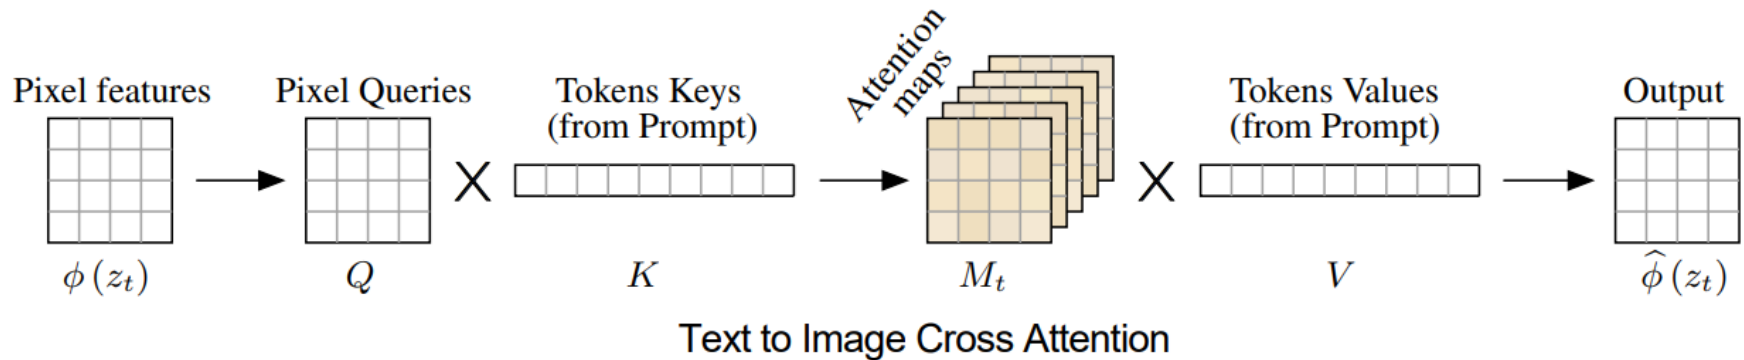 Pixel features
Pixel Queries
Tokens Keys
(from Prompt)
Attention
maps
Tokens Values
(from Prompt)
Output
ϕ (z_t)
Q
K
M_t
V
ϕ̂ (z_t)
Text to Image Cross Attention